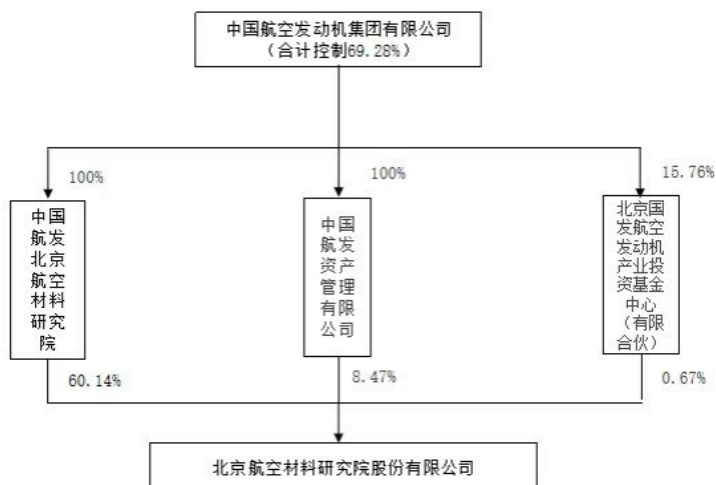 中国航空发动机集团有限公司
（合计控制69.28%）
100%
100%
15.76%
中国
航发
北京
航空
材料
研究
院
中国
航发
资产
管理
有限
公司
北京国
发航空
发动机
产业投
资基金
中心
（有限
合伙）
60.14%
8.47%
0.67%
北京航空材料研究院股份有限公司